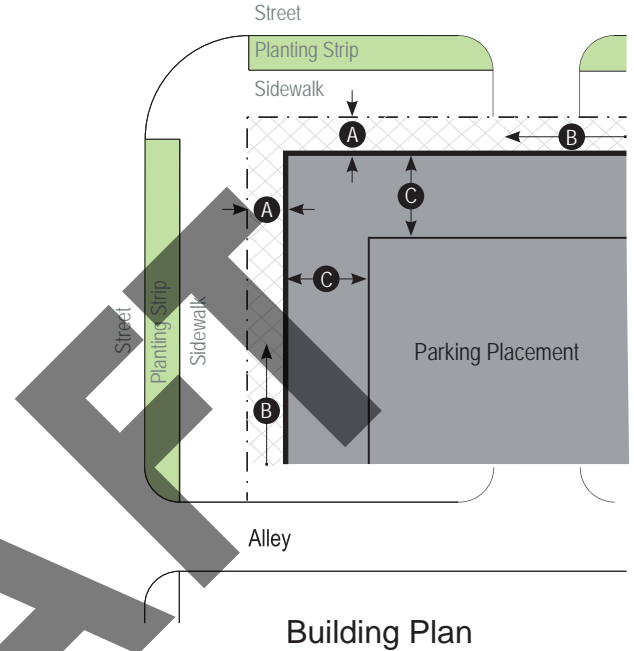 Street
Planting Strip
Sidewalk
A
B
A
C
C
Street
Planting Strip
Sidewalk
Parking Placement
B
Alley
Building Plan